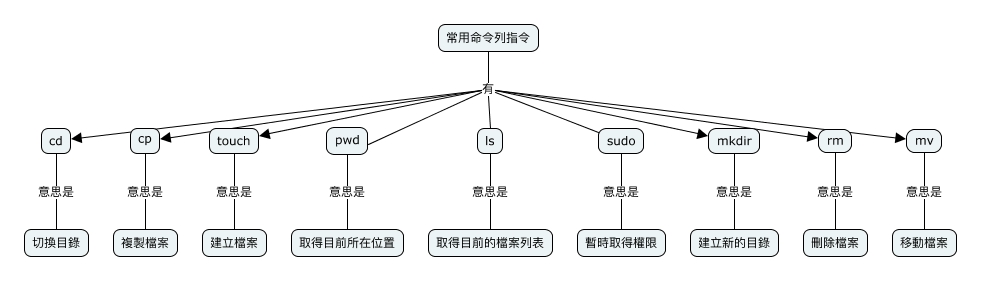 常用命令列指令
有
cd
cp
touch
pwd
ls
sudo
mkdir
rm
mv
意思是
意思是
意思是
意思是
意思是
意思是
意思是
意思是
意思是
切換目錄
複製檔案
建立檔案
取得目前所在位置
取得目前的檔案列表
暫時取得權限
建立新的目錄
刪除檔案
移動檔案